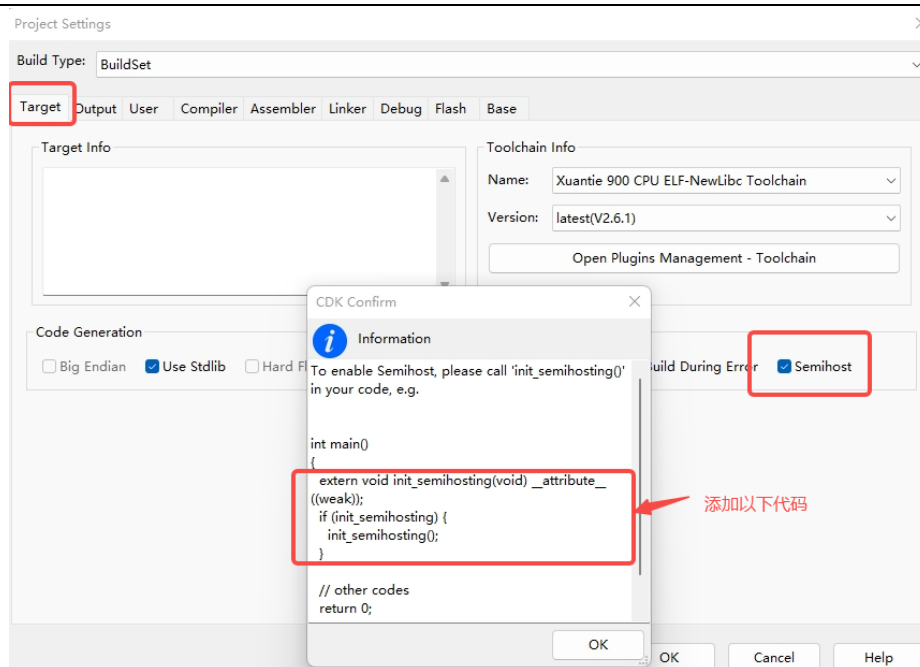 Project Settings
Build Type: BuildSet
Target Output User Compiler Assembler Linker Debug Flash Base
Target Info
Toolchain Info
Name: Xuantie 900 CPU ELF-NewLibc Toolchain
Version: latest(V2.6.1)
Open Plugins Management - Toolchain
CDK Confirm
Information
Code Generation
Big Endian Use Stdlib Hard Build During Error Semihost
To enable Semihost, please call 'init_semihosting()'
in your code, e.g.
int main()
{
extern void init_semihosting(void) __attribute__
((weak));
if (init_semihosting) {
init_semihosting();
}
添加以下代码
// other codes
return 0;
OK
OK Cancel Help